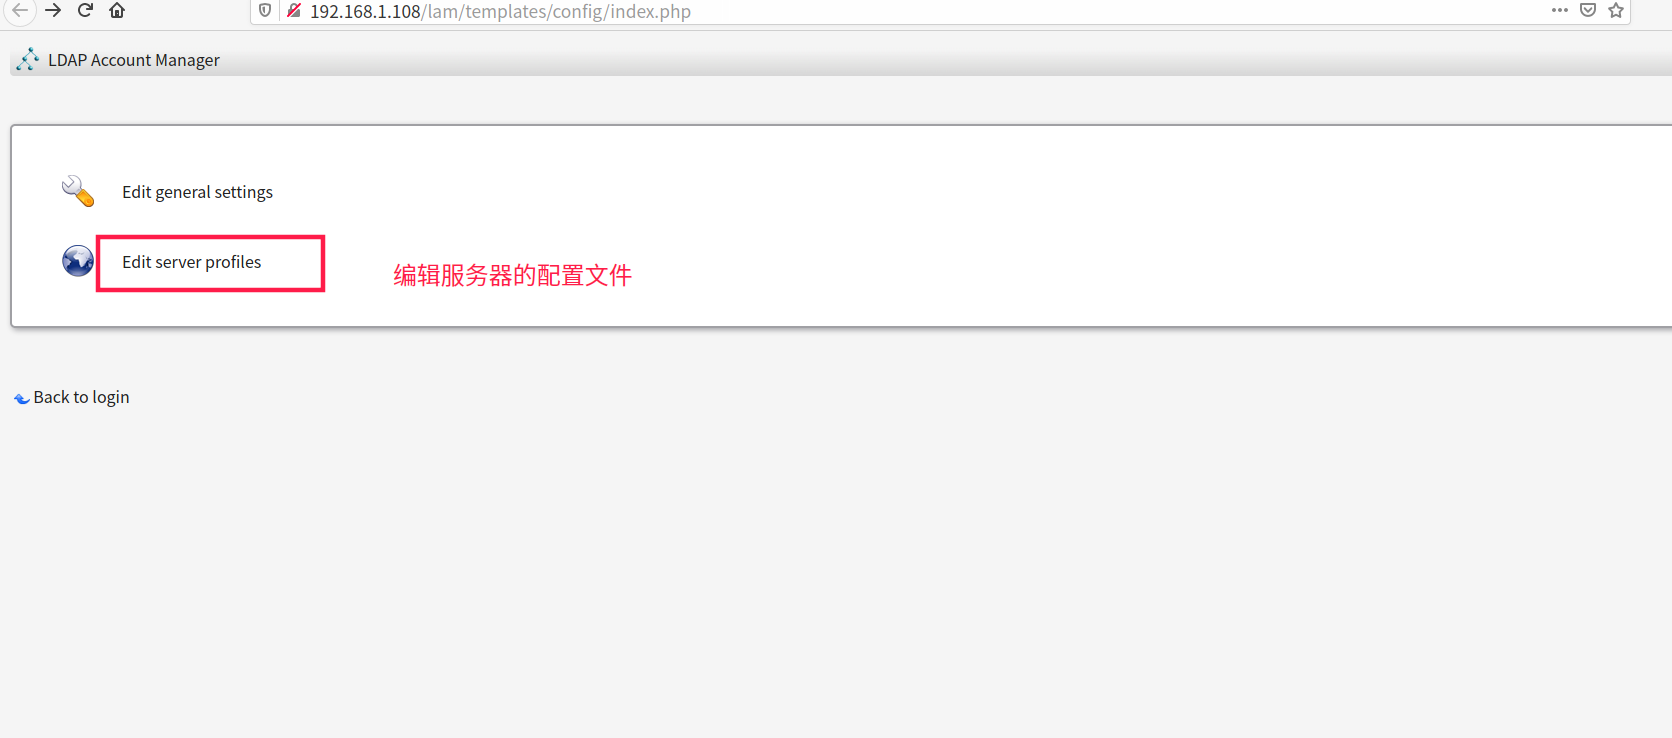 192.168.1.108/lam/templates/config/index.php
LDAP Account Manager
Edit general settings
Edit server profiles
编辑服务器的配置文件
Back to login